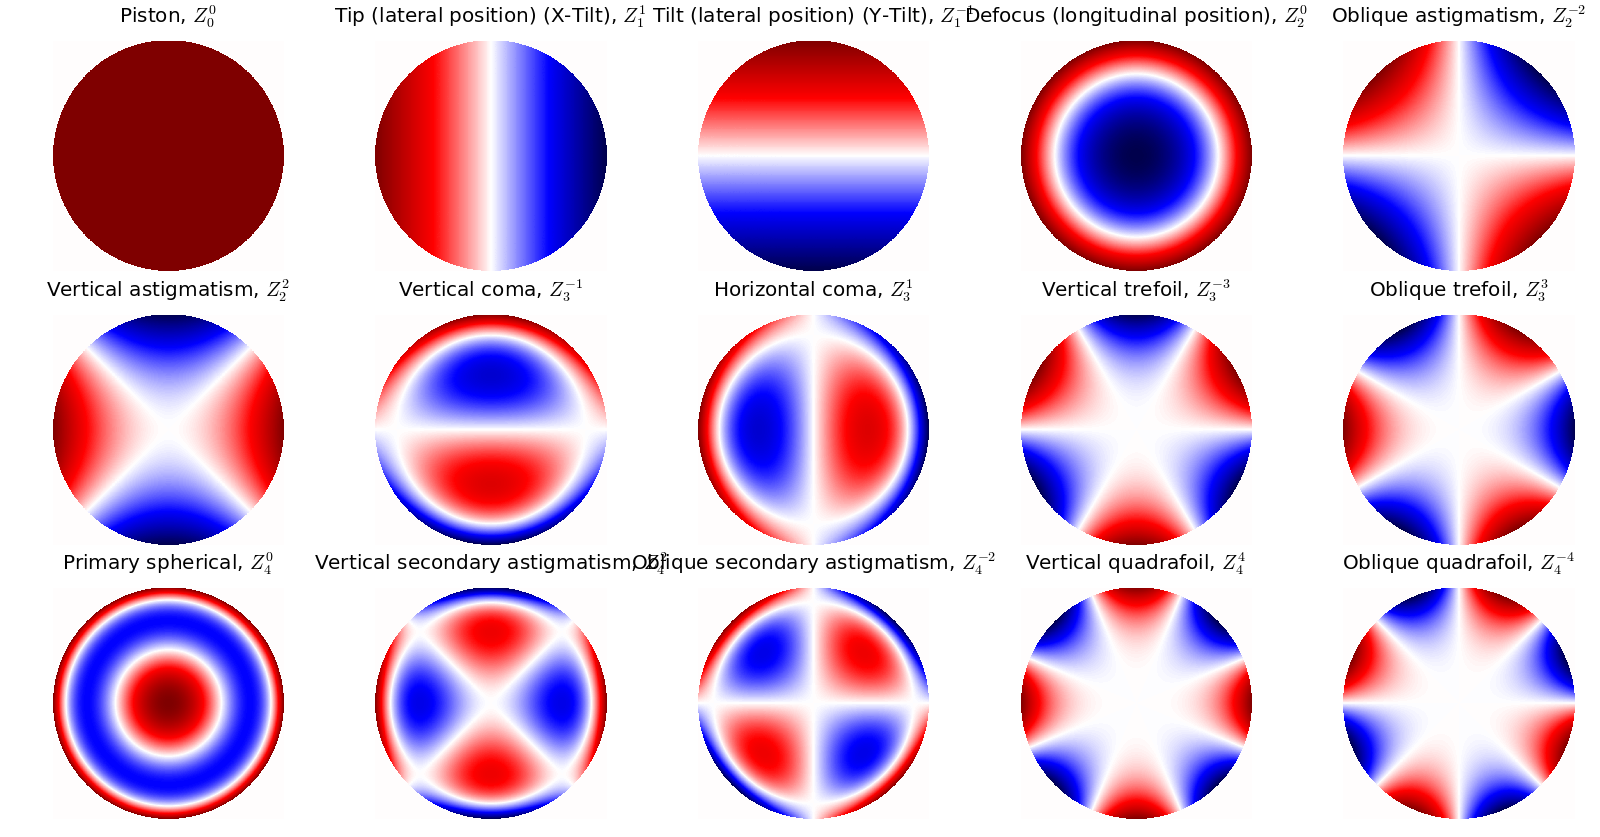 Piston, $Z_0^0$
Tip (lateral position) (X-Tilt), $Z_1^1$
Tilt (lateral position) (Y-Tilt), $Z_1^{-1}$
Defocus (longitudinal position), $Z_2^0$
Oblique astigmatism, $Z_2^{-2}$
Vertical astigmatism, $Z_2^2$
Vertical coma, $Z_3^{-1}$
Horizontal coma, $Z_3^1$
Vertical trefoil, $Z_3^{-3}$
Oblique trefoil, $Z_3^3$
Primary spherical, $Z_4^0$
Vertical secondary astigmatism, $Z_4^2$
Oblique secondary astigmatism, $Z_4^{-2}$
Vertical quadrafoil, $Z_4^4$
Oblique quadrafoil, $Z_4^{-4}$